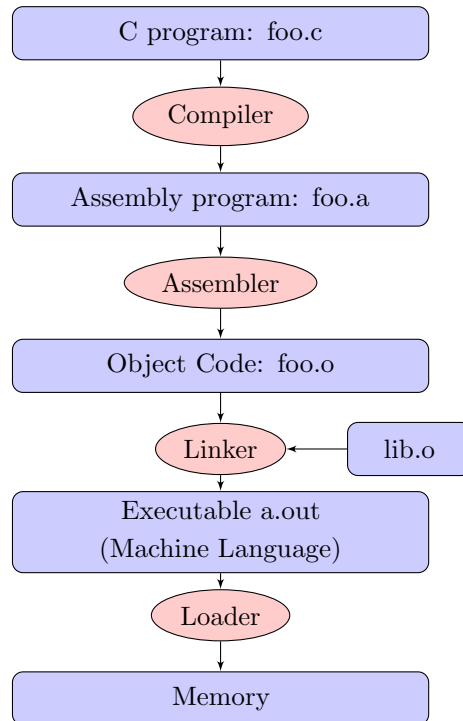 C program: foo.c
Compiler
Assembly program: foo.a
Assembler
Object Code: foo.o
Linker
lib.o
Executable a.out
(Machine Language)
Loader
Memory